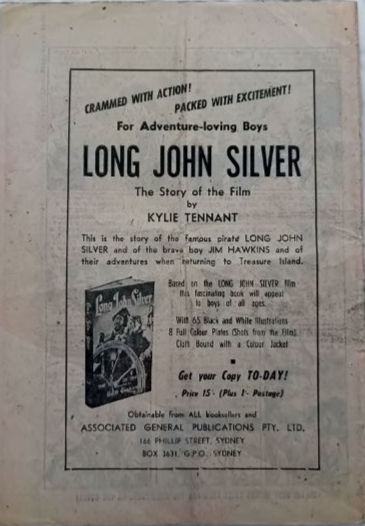 CRAMMED WITH ACTION!
PACKED WITH EXCITEMENT!
For Adventure-loving Boys
LONG JOHN SILVER
The Story of the Film
by
KYLIE TENNANT
This is the story of the famous pirate LONG JOHN
SILVER and of the brave boy JIM HAWKINS and of
their adventures when returning to Treasure Island.
Based on the LONG JOHN SILVER film
this fascinating book will appeal
to boys of all ages.
Long John Silver
With 65 Black and White Illustrations
8 Full Colour Plates (Shots from the Film)
Cloth Bound with a Colour Jacket
Get your Copy TO-DAY!
Price 15/- (Plus 1/- Postage)
Obtainable from ALL booksellers and
ASSOCIATED GENERAL PUBLICATIONS PTY. LTD.
166 PHILLIP STREET, SYDNEY
BOX 3631, G.P.O. SYDNEY